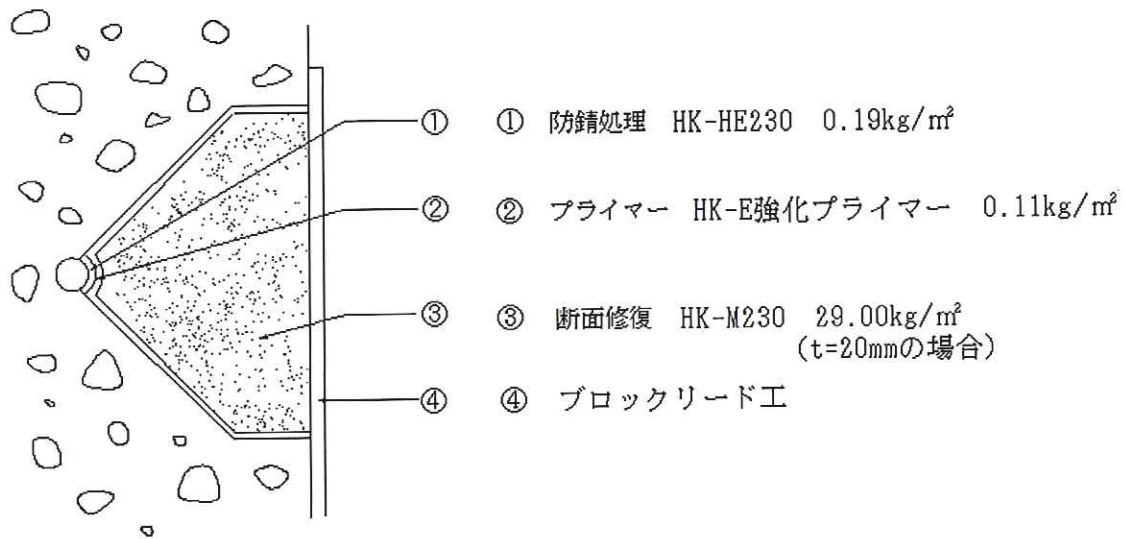 ① ① 防錆処理 HK-HE230 0.19kg/㎡
② ② プライマー HK-E強化プライマー 0.11kg/㎡
③ ③ 断面修復 HK-M230 29.00kg/㎡
(t=20mmの場合)
④ ④ ブロックリード工